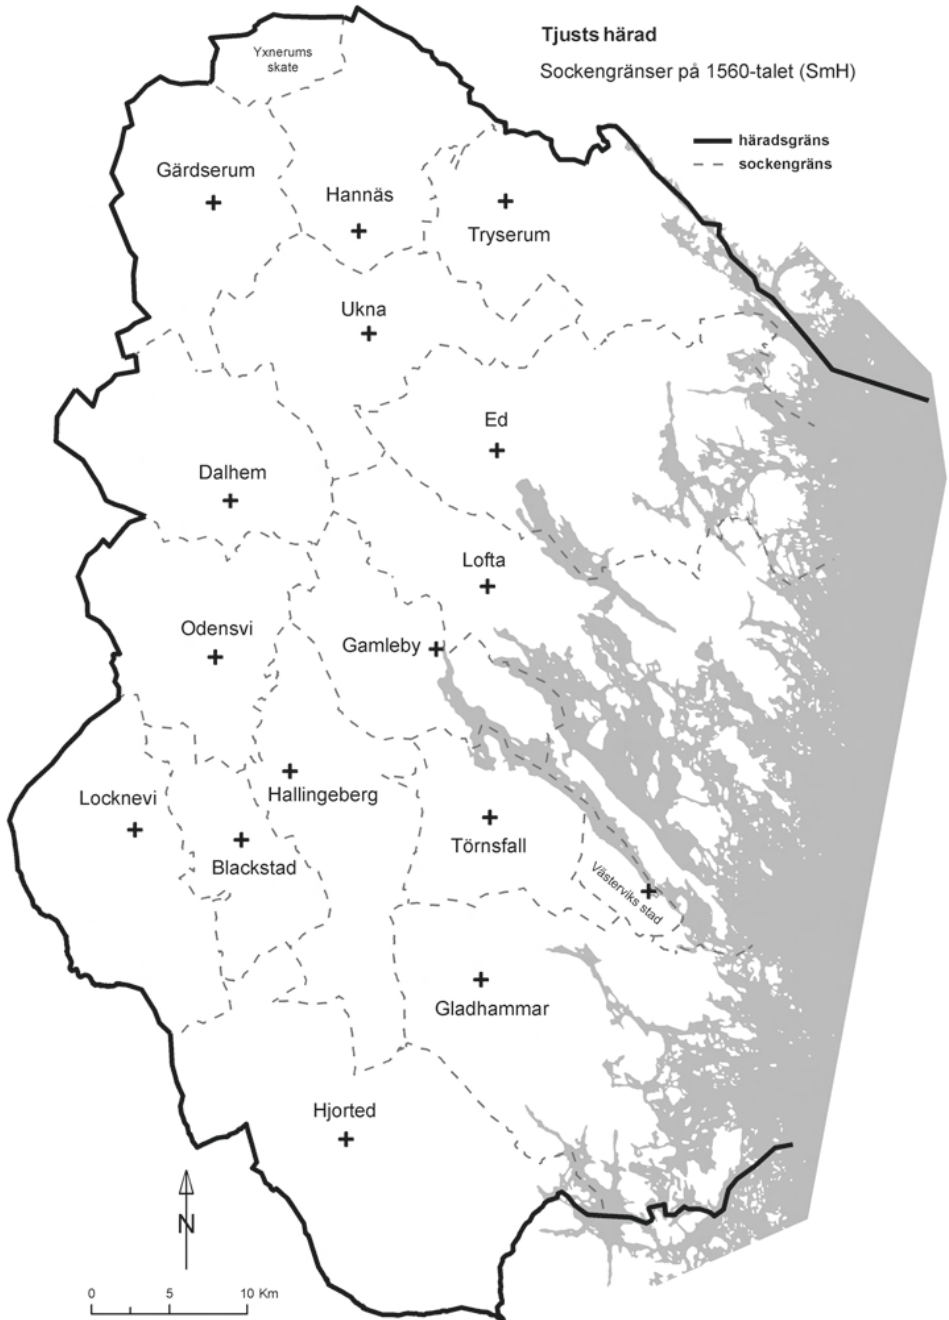 Tjusts härad
Sockengränser på 1560-talet (SmH)
häradsgräns
sockengräns
Yxnerums
skate
Gärdserum
Hannäs
Tryserum
Ukna
Ed
Dalhem
Lofta
Odensvi
Gamleby
Locknevi
Hallingeberg
Blackstad
Törnsfall
Västerviks stad
Gladhammar
Hjorted
N
0 5 10 Km